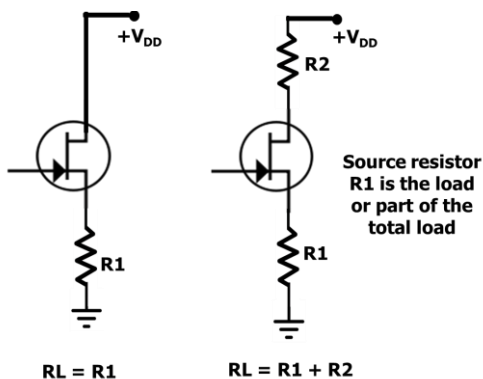 +VDD
+VDD
R2
Source resistor
R1 is the load
or part of the
total load
R1
R1
RL = R1
RL = R1 + R2